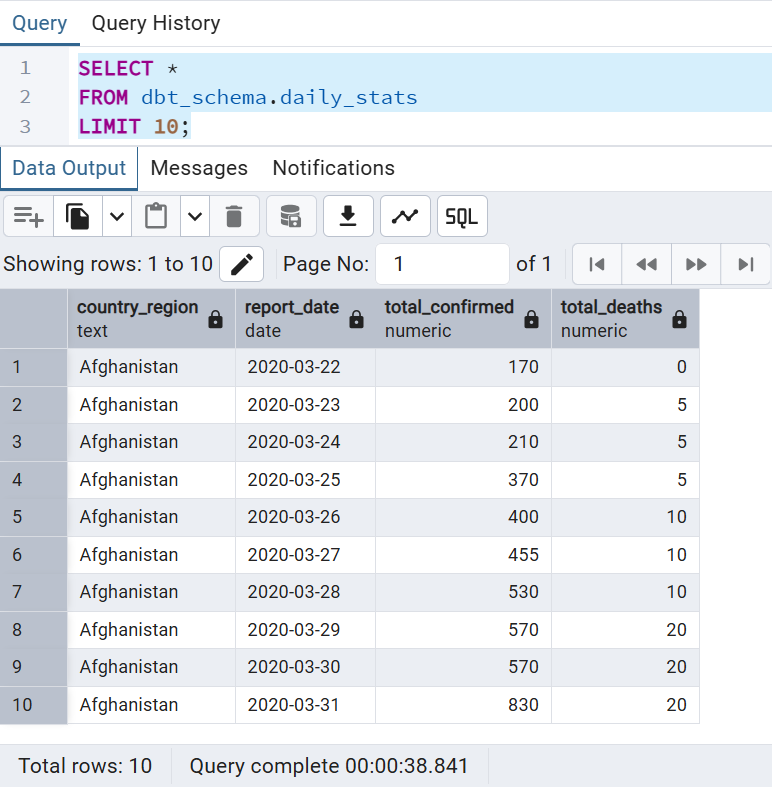 Query Query History
1 SELECT *
2 FROM dbt_schema.daily_stats
3 LIMIT 10;
Data Output Messages Notifications
SQL
Showing rows: 1 to 10 Page No: 1 of 1
country_region report_date total_confirmed total_deaths
text date numeric numeric
1 Afghanistan 2020-03-22 170 0
2 Afghanistan 2020-03-23 200 5
3 Afghanistan 2020-03-24 210 5
4 Afghanistan 2020-03-25 370 5
5 Afghanistan 2020-03-26 400 10
6 Afghanistan 2020-03-27 455 10
7 Afghanistan 2020-03-28 530 10
8 Afghanistan 2020-03-29 570 20
9 Afghanistan 2020-03-30 570 20
10 Afghanistan 2020-03-31 830 20
Total rows: 10 Query complete 00:00:38.841